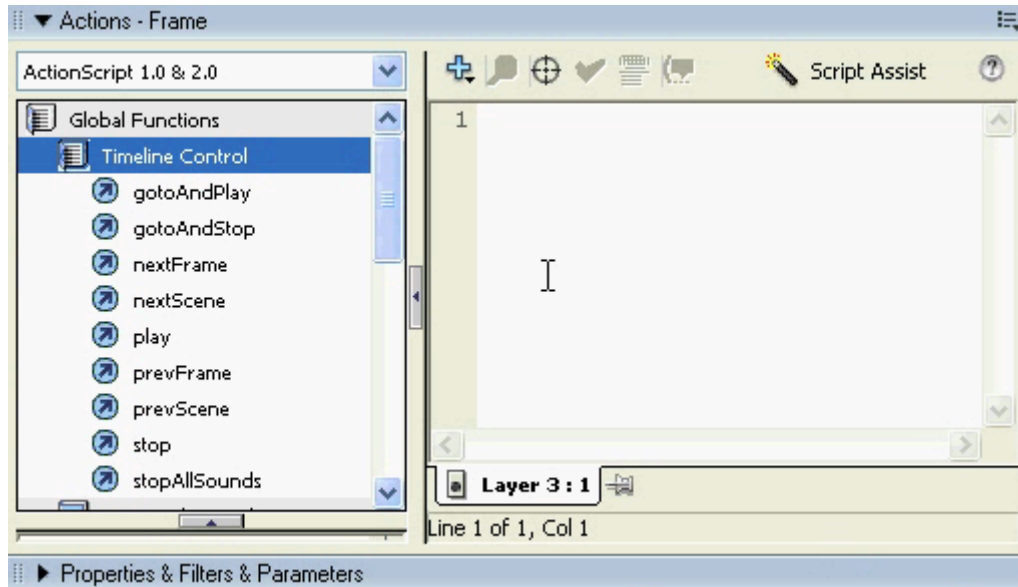 Actions - Frame
ActionScript 1.0 & 2.0
Global Functions
Timeline Control
gotoAndPlay
gotoAndStop
nextFrame
nextScene
play
prevFrame
prevScene
stop
stopAllSounds
Script Assist
1
Layer 3 : 1
Line 1 of 1, Col 1
Properties & Filters & Parameters